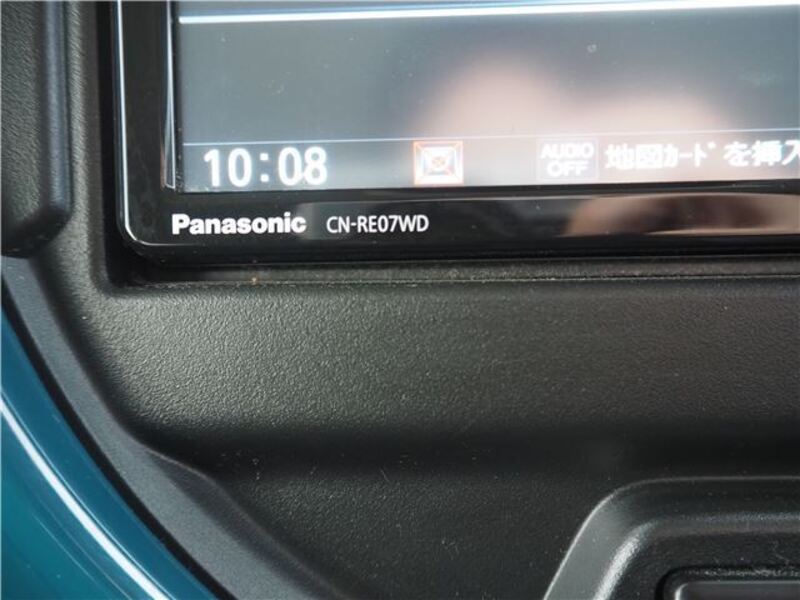 10:08
AUDIO
OFF
地図ｶｰﾄﾞを挿入
Panasonic CN-RE07WD